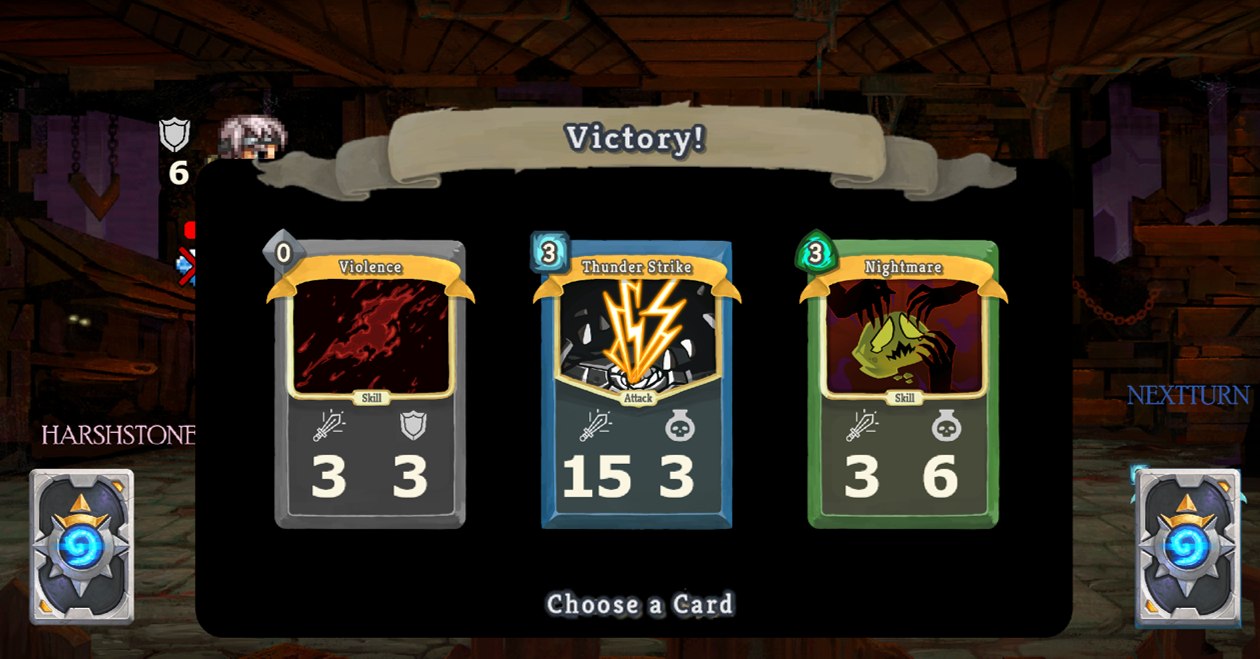 Victory!
6
0
Violence
Skill
3 3
3
Thunder Strike
Attack
15 3
3
Nightmare
Skill
3 6
HARSHSTONE
NEXTTURN
Choose a Card